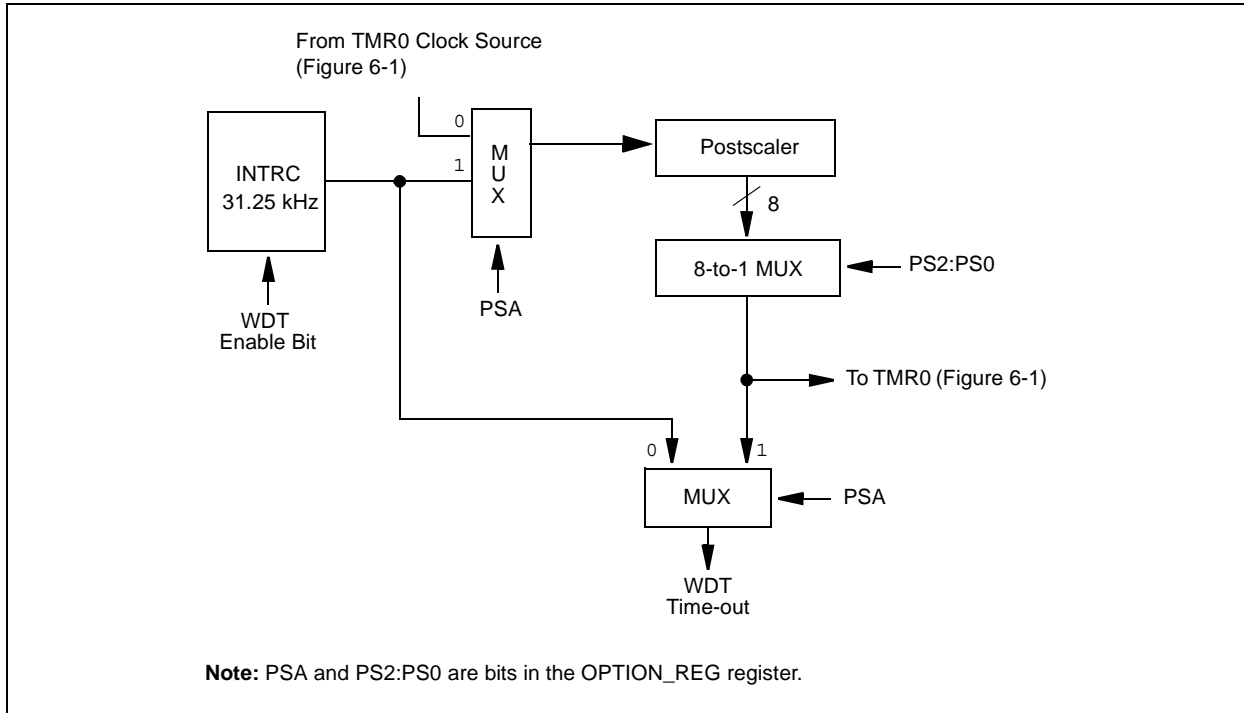 From TMR0 Clock Source
(Figure 6-1)
0
1
M
U
X
INTRC
31.25 kHz
Postscaler
8
8-to-1 MUX
PS2:PS0
PSA
WDT
Enable Bit
To TMR0 (Figure 6-1)
0
1
MUX
PSA
WDT
Time-out
Note: PSA and PS2:PS0 are bits in the OPTION_REG register.